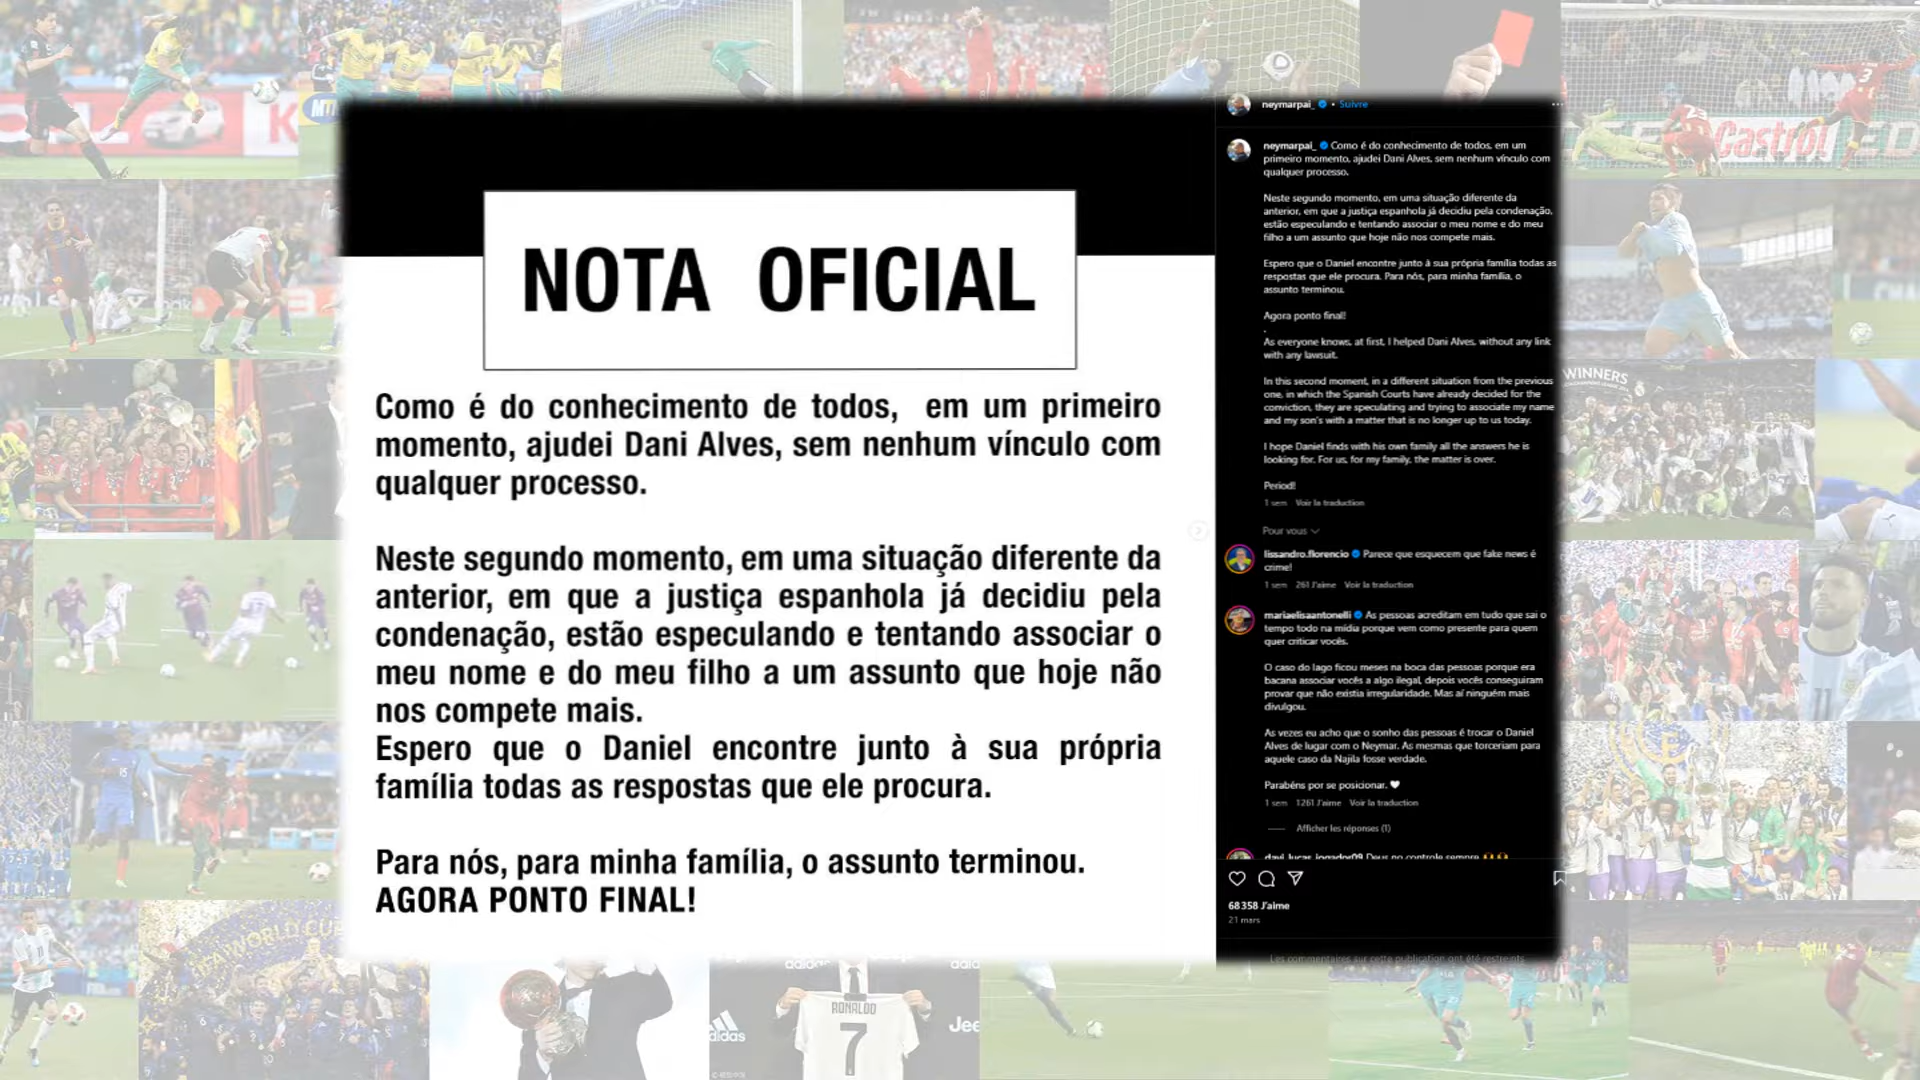 NOTA OFICIAL
Como é do conhecimento de todos, em um primeiro
momento, ajudei Dani Alves, sem nenhum vínculo com
qualquer processo.
Neste segundo momento, em uma situação diferente da
anterior, em que a justiça espanhola já decidiu pela
condenação, estão especulando e tentando associar o
meu nome e do meu filho a um assunto que hoje não
nos compete mais.
Espero que o Daniel encontre junto à sua própria
família todas as respostas que ele procura.
Para nós, para minha família, o assunto terminou.
AGORA PONTO FINAL!
neymarpai_ • Suivre
neymarpai_ Como é do conhecimento de todos, em um
primeiro momento, ajudei Dani Alves, sem nenhum vínculo com
qualquer processo.
Neste segundo momento, em uma situação diferente da
anterior, em que a justiça espanhola já decidiu pela condenação,
estão especulando e tentando associar o meu nome e do meu
filho a um assunto que hoje não nos compete mais.
Espero que o Daniel encontre junto à sua própria família todas as
respostas que ele procura. Para nós, para minha família, o
assunto terminou.
Agora ponto final!
.
As everyone knows, at first, I helped Dani Alves, without any link
with any lawsuit.
In this second moment, in a different situation from the previous
one, in which the Spanish Courts have already decided for the
conviction, they are speculating and trying to associate my name
and my son's with a matter that is no longer up to us today.
I hope Daniel finds with his own family all the answers he is
looking for. For us, for my family, the matter is over.
Period!
1 sem Voir la traduction
Pour vous
lissandro.florencio Parece que esquecem que fake news é
crime!
1 sem 261 J'aime Voir la traduction
mariaelisaantonelli As pessoas acreditam em tudo que sai o
tempo todo na mídia porque vem como presente para quem
quer criticar vocês.
O caso do lago ficou meses na boca das pessoas porque era
bacana associar vocês a algo ilegal, depois vocês conseguiram
provar que não existia irregularidade. Mas aí ninguém mais
divulgou.
As vezes eu acho que o sonho das pessoas é trocar o Daniel
Alves de lugar com o Neymar. As mesmas que torceriam para
aquele caso da Najila fosse verdade.
Parabéns por se posicionar. 🤍
1 sem 1261 J'aime Voir la traduction
Afficher les réponses (1)
davi_lucas_jogador09 Deus no controle sempre
68 358 J'aime
21 mars
Les commentaires sur cette publication ont été restreints
Castrol
WINNERS
RONALDO
7
adidas
Jee